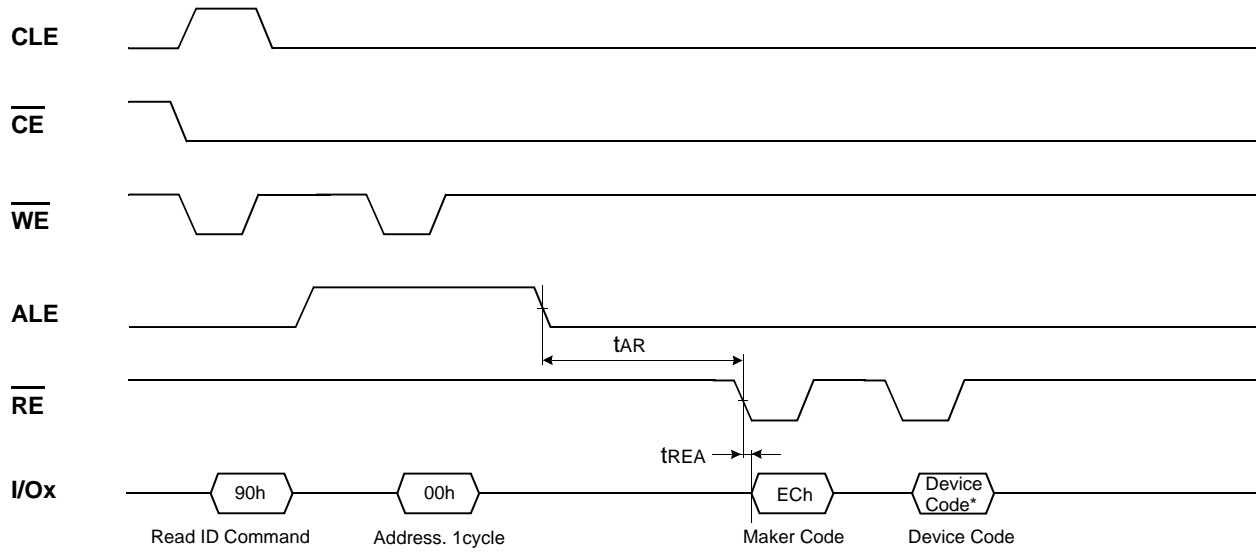 CLE
CE
WE
ALE
tAR
RE
tREA
I/Ox
90h
00h
ECh
Device
Code*
Read ID Command
Address. 1cycle
Maker Code
Device Code